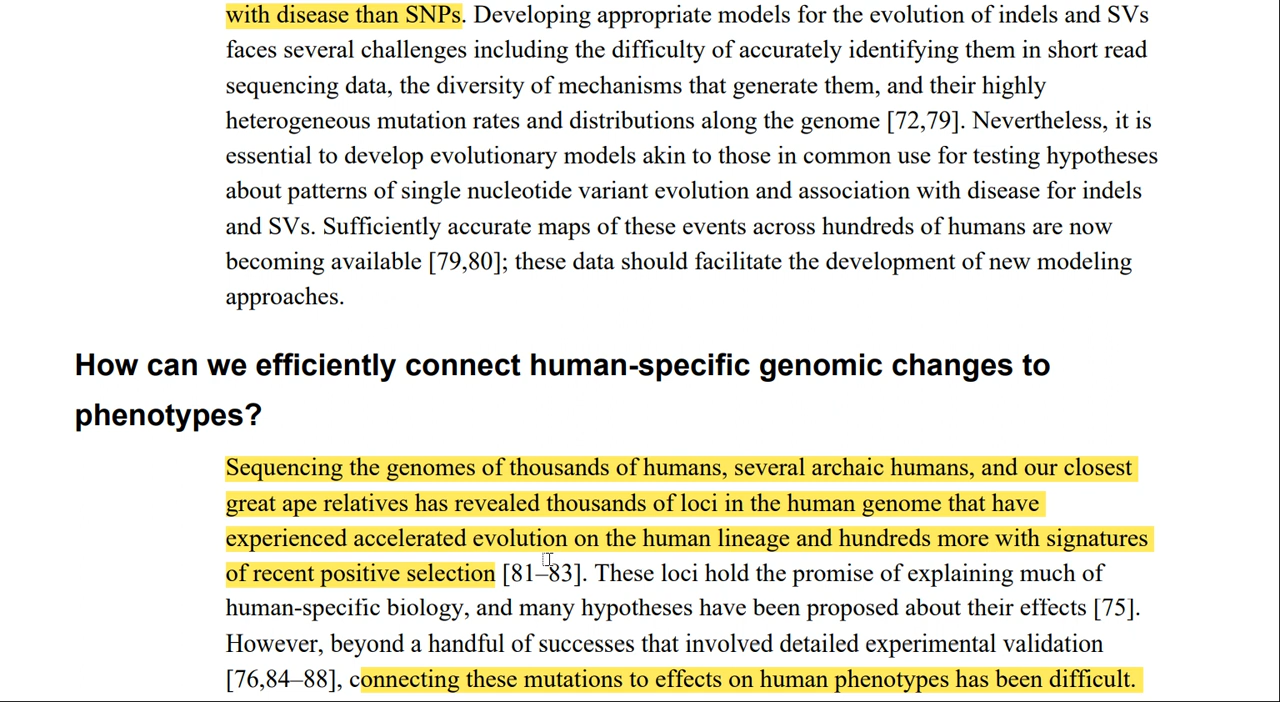 with disease than SNPs. Developing appropriate models for the evolution of indels and SVs
faces several challenges including the difficulty of accurately identifying them in short read
sequencing data, the diversity of mechanisms that generate them, and their highly
heterogeneous mutation rates and distributions along the genome [72,79]. Nevertheless, it is
essential to develop evolutionary models akin to those in common use for testing hypotheses
about patterns of single nucleotide variant evolution and association with disease for indels
and SVs. Sufficiently accurate maps of these events across hundreds of humans are now
becoming available [79,80]; these data should facilitate the development of new modeling
approaches.
How can we efficiently connect human-specific genomic changes to
phenotypes?
Sequencing the genomes of thousands of humans, several archaic humans, and our closest
great ape relatives has revealed thousands of loci in the human genome that have
experienced accelerated evolution on the human lineage and hundreds more with signatures
of recent positive selection [81–83]. These loci hold the promise of explaining much of
human-specific biology, and many hypotheses have been proposed about their effects [75].
However, beyond a handful of successes that involved detailed experimental validation
[76,84–88], connecting these mutations to effects on human phenotypes has been difficult.